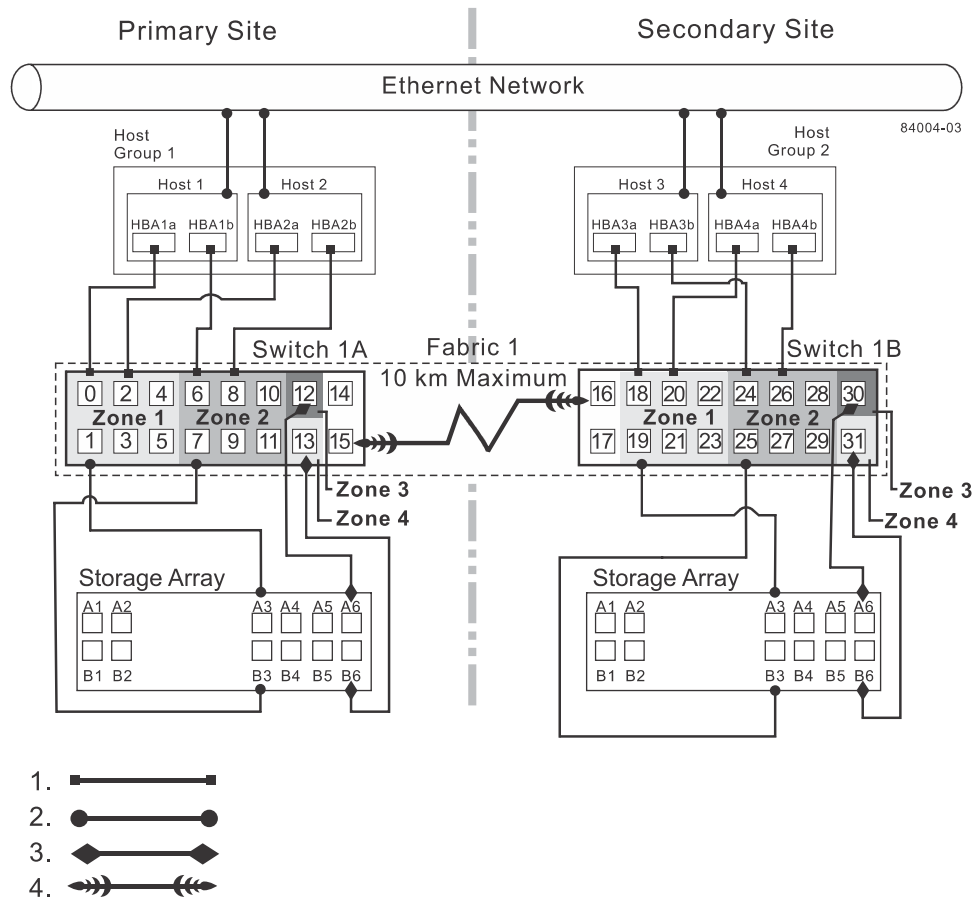 Primary Site
Secondary Site
Ethernet Network
84004-03
Host
Group 1
Host
Group 2
Host 1
Host 2
Host 3
Host 4
HBA1a HBA1b HBA2a HBA2b
HBA3a HBA3b HBA4a HBA4b
Switch 1A
Fabric 1
Switch 1B
10 km Maximum
0 2 4 6 8 10 12 14
Zone 1 Zone 2
1 3 5 7 9 11 13 15
16 18 20 22 24 26 28 30
Zone 1 Zone 2
17 19 21 23 25 27 29 31
Zone 3
Zone 4
Zone 3
Zone 4
Storage Array
A1 A2 A3 A4 A5 A6
B1 B2 B3 B4 B5 B6
Storage Array
A1 A2 A3 A4 A5 A6
B1 B2 B3 B4 B5 B6
1.
2.
3.
4.